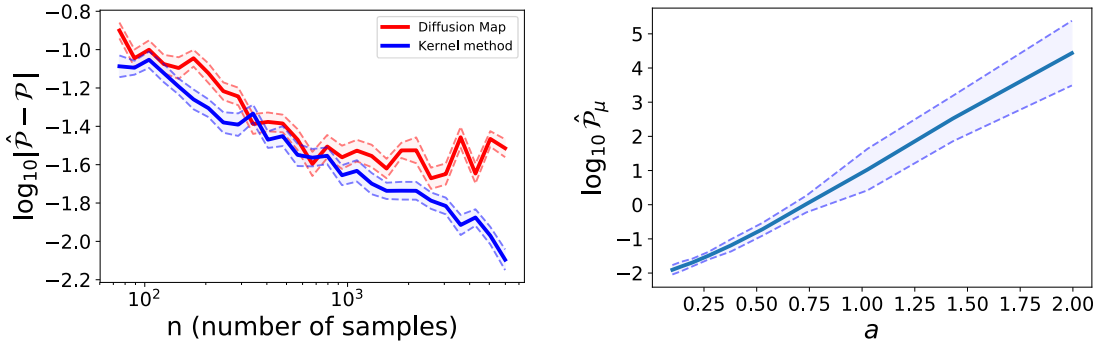 −0.8
−1.0
−1.2
−1.4
−1.6
−1.8
−2.0
−2.2
log₁₀|𝒫̂ − 𝒫|
Diffusion Map
Kernel method
10²
10³
n (number of samples)
5
4
3
2
1
0
−1
−2
log₁₀ 𝒫̂μ
0.25 0.50 0.75 1.00 1.25 1.50 1.75 2.00
a